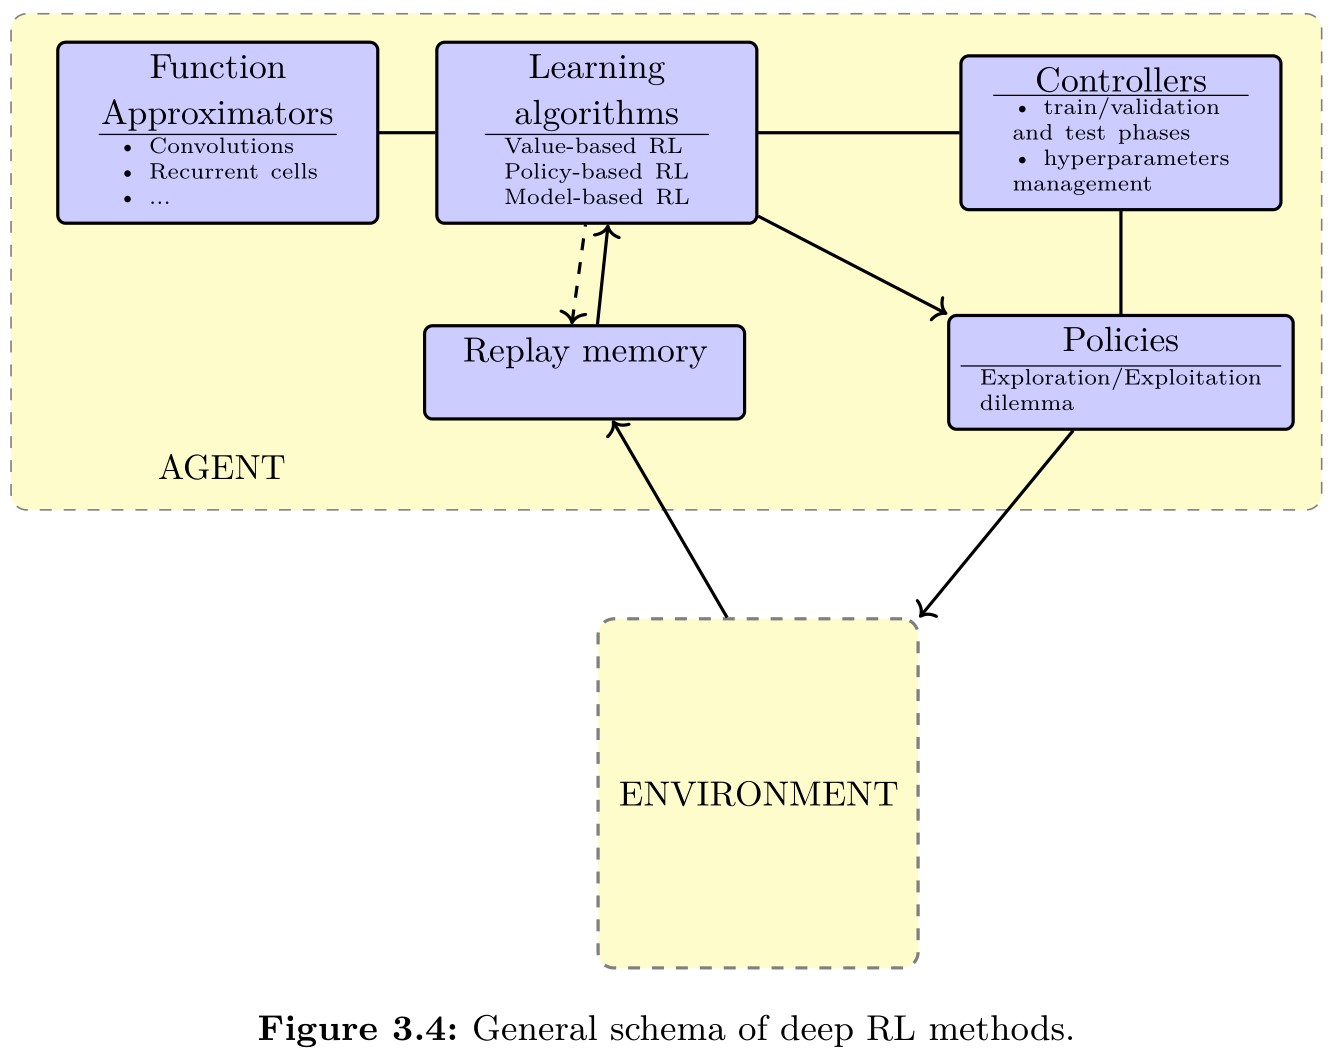 Function
Approximators
• Convolutions
• Recurrent cells
• ...
Learning
algorithms
Value-based RL
Policy-based RL
Model-based RL
Controllers
• train/validation
and test phases
• hyperparameters
management
Replay memory
Policies
Exploration/Exploitation
dilemma
AGENT
ENVIRONMENT
Figure 3.4: General schema of deep RL methods.